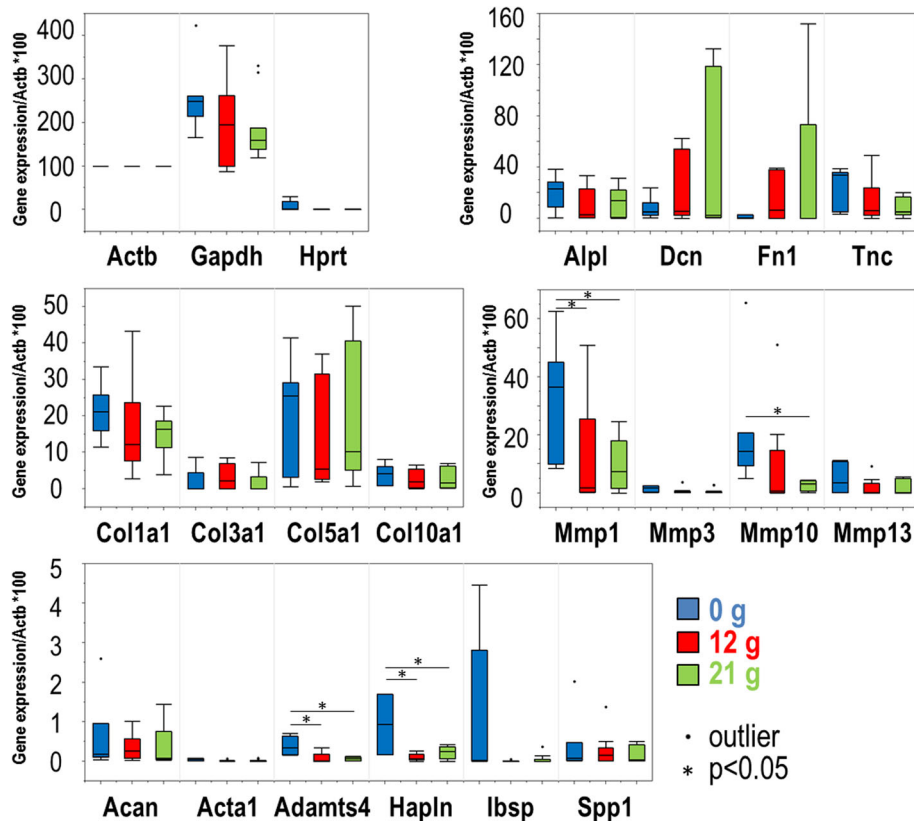 Gene expression/Actb *100
400
300
200
100
0
Actb Gapdh Hprt
Gene expression/Actb *100
160
120
80
40
0
Alpl Dcn Fn1 Tnc
Gene expression/Actb *100
50
40
30
20
10
0
Col1a1 Col3a1 Col5a1 Col10a1
Gene expression/Actb *100
60
40
20
0
* *
*
Mmp1 Mmp3 Mmp10 Mmp13
Gene expression/Actb *100
5
4
3
2
1
0
* *
* *
Acan Acta1 Adamts4 Hapln Ibsp Spp1
0 g
12 g
21 g
• outlier
* p<0.05